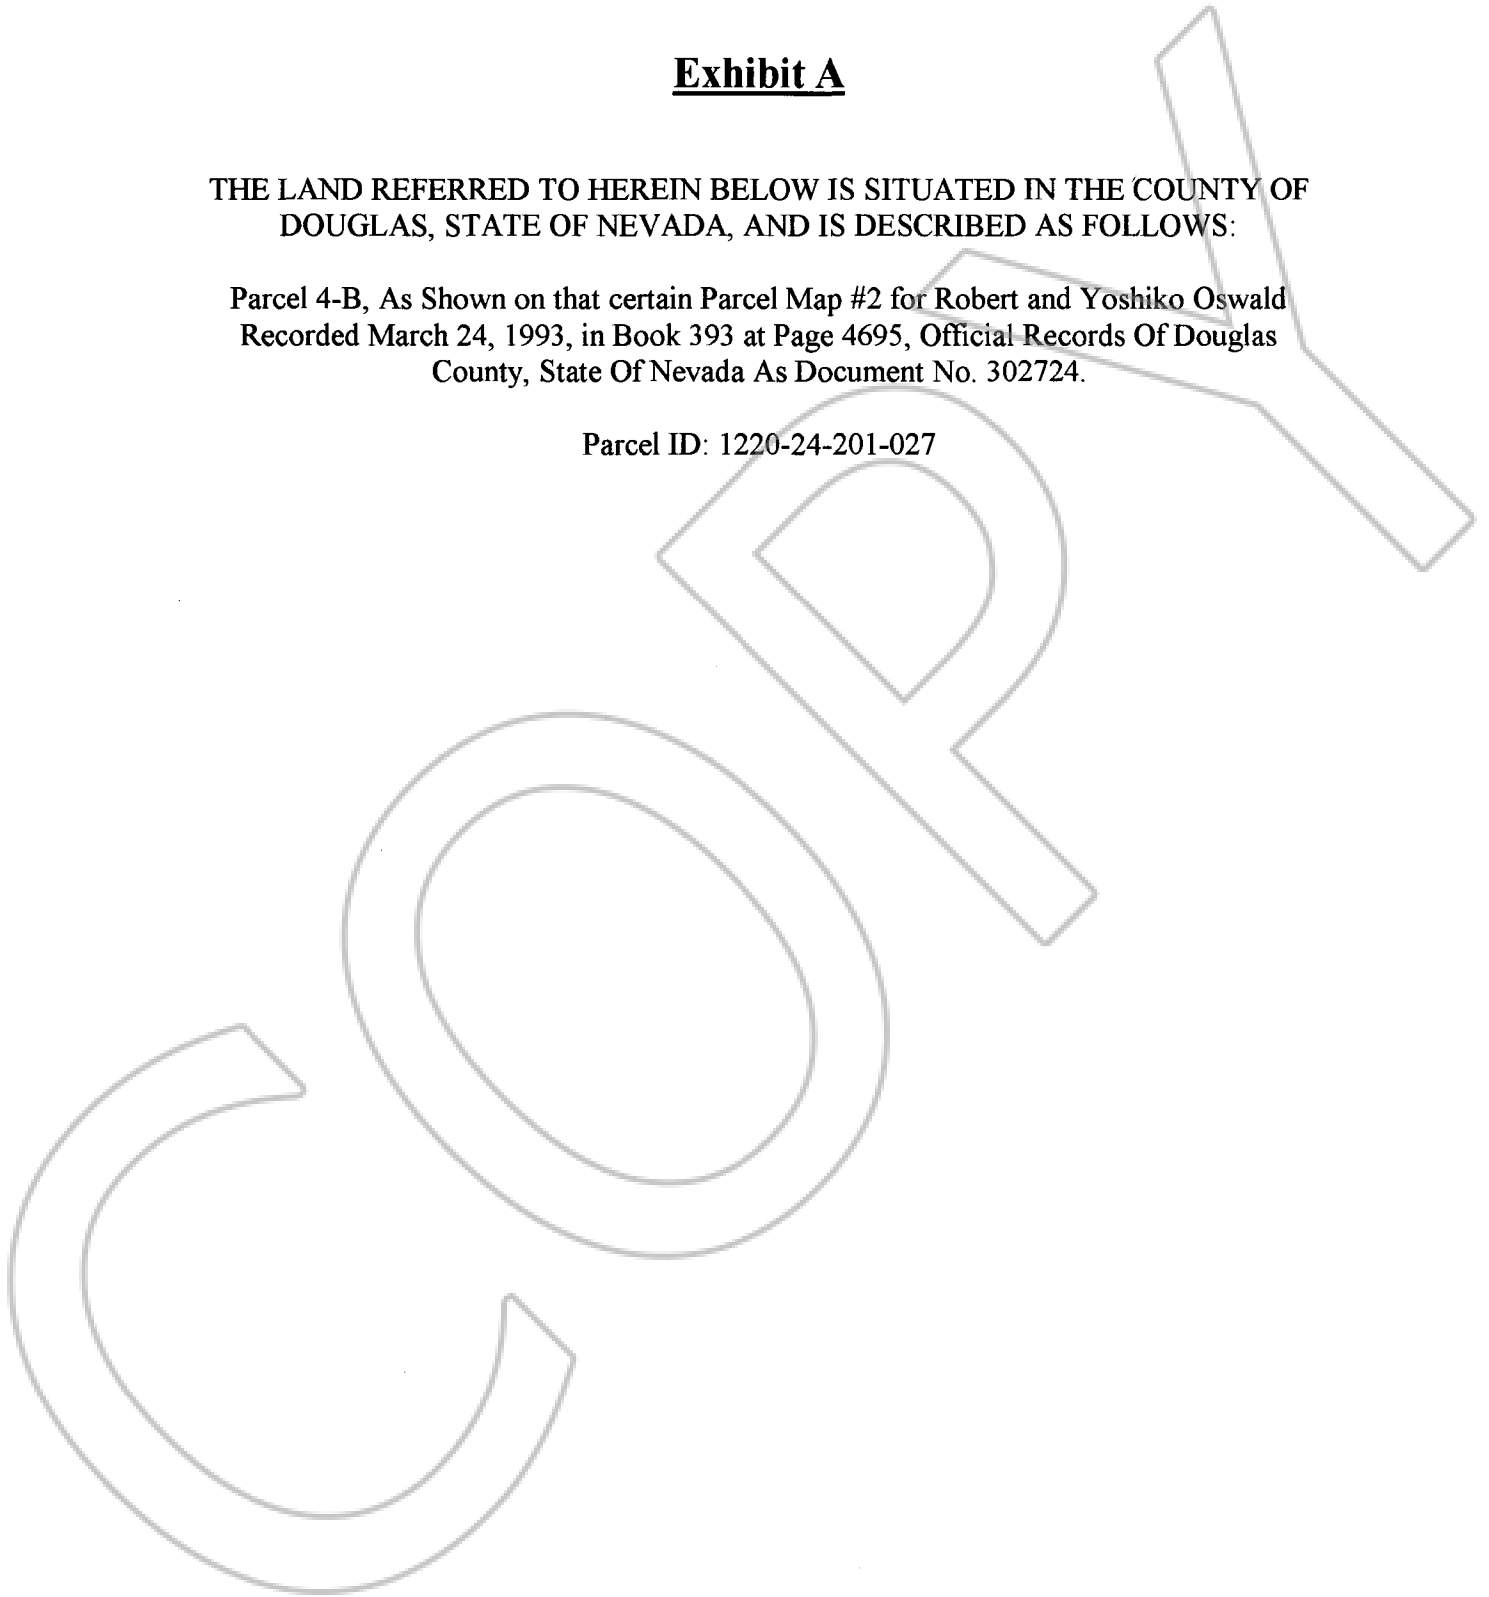 Exhibit A
THE LAND REFERRED TO HEREIN BELOW IS SITUATED IN THE COUNTY OF
DOUGLAS, STATE OF NEVADA, AND IS DESCRIBED AS FOLLOWS:
Parcel 4-B, As Shown on that certain Parcel Map #2 for Robert and Yoshiko Oswald
Recorded March 24, 1993, in Book 393 at Page 4695, Official Records Of Douglas
County, State Of Nevada As Document No. 302724.
Parcel ID: 1220-24-201-027
COPY